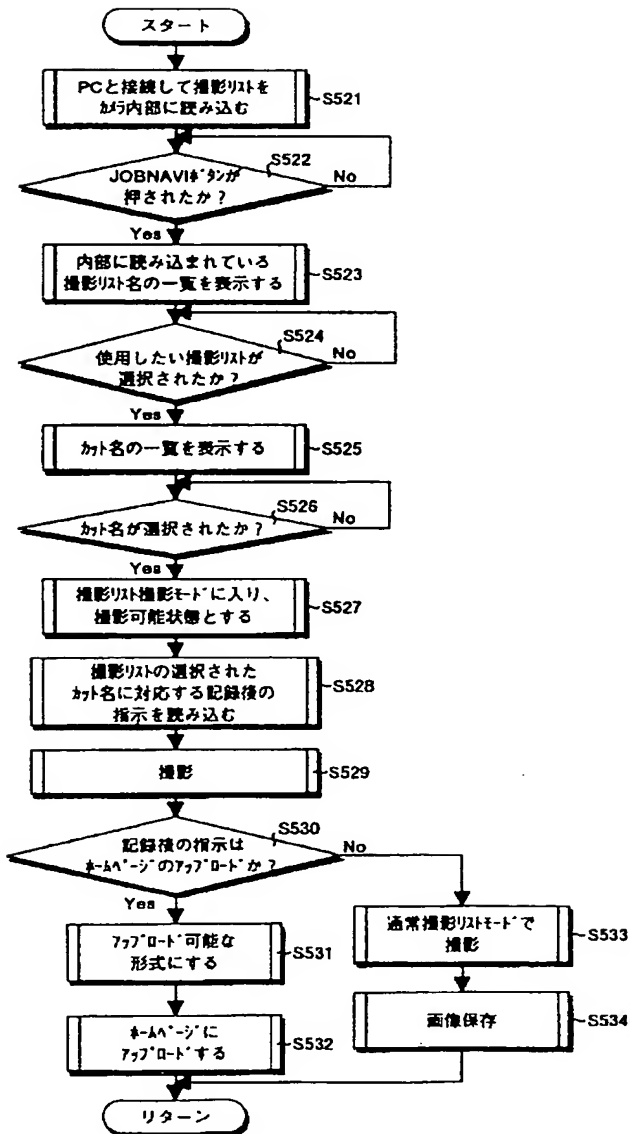 スタート
PCと接続して撮影リストを
ｶﾒﾗ内部に読み込む
S521
S522
JOBNAVIﾎﾞﾀﾝが
押されたか？
No
Yes
内部に読み込まれている
撮影リスト名の一覧を表示する
S523
S524
使用したい撮影リストが
選択されたか？
No
Yes
ｶｯﾄ名の一覧を表示する
S525
S526
ｶｯﾄ名が選択されたか？
No
Yes
撮影ﾘｽﾄ撮影ﾓｰﾄﾞに入り、
撮影可能状態とする
S527
撮影ﾘｽﾄの選択された
ｶｯﾄ名に対応する記録後の
指示を読み込む
S528
撮影
S529
S530
記録後の指示は
ﾎｰﾑﾍﾟｰｼﾞのｱｯﾌﾟﾛｰﾄﾞか？
No
Yes
ｱｯﾌﾟﾛｰﾄﾞ可能な
形式にする
S531
通常撮影ﾘｽﾄﾓｰﾄﾞで
撮影
S533
ﾎｰﾑﾍﾟｰｼﾞに
ｱｯﾌﾟﾛｰﾄﾞする
S532
画像保存
S534
リターン